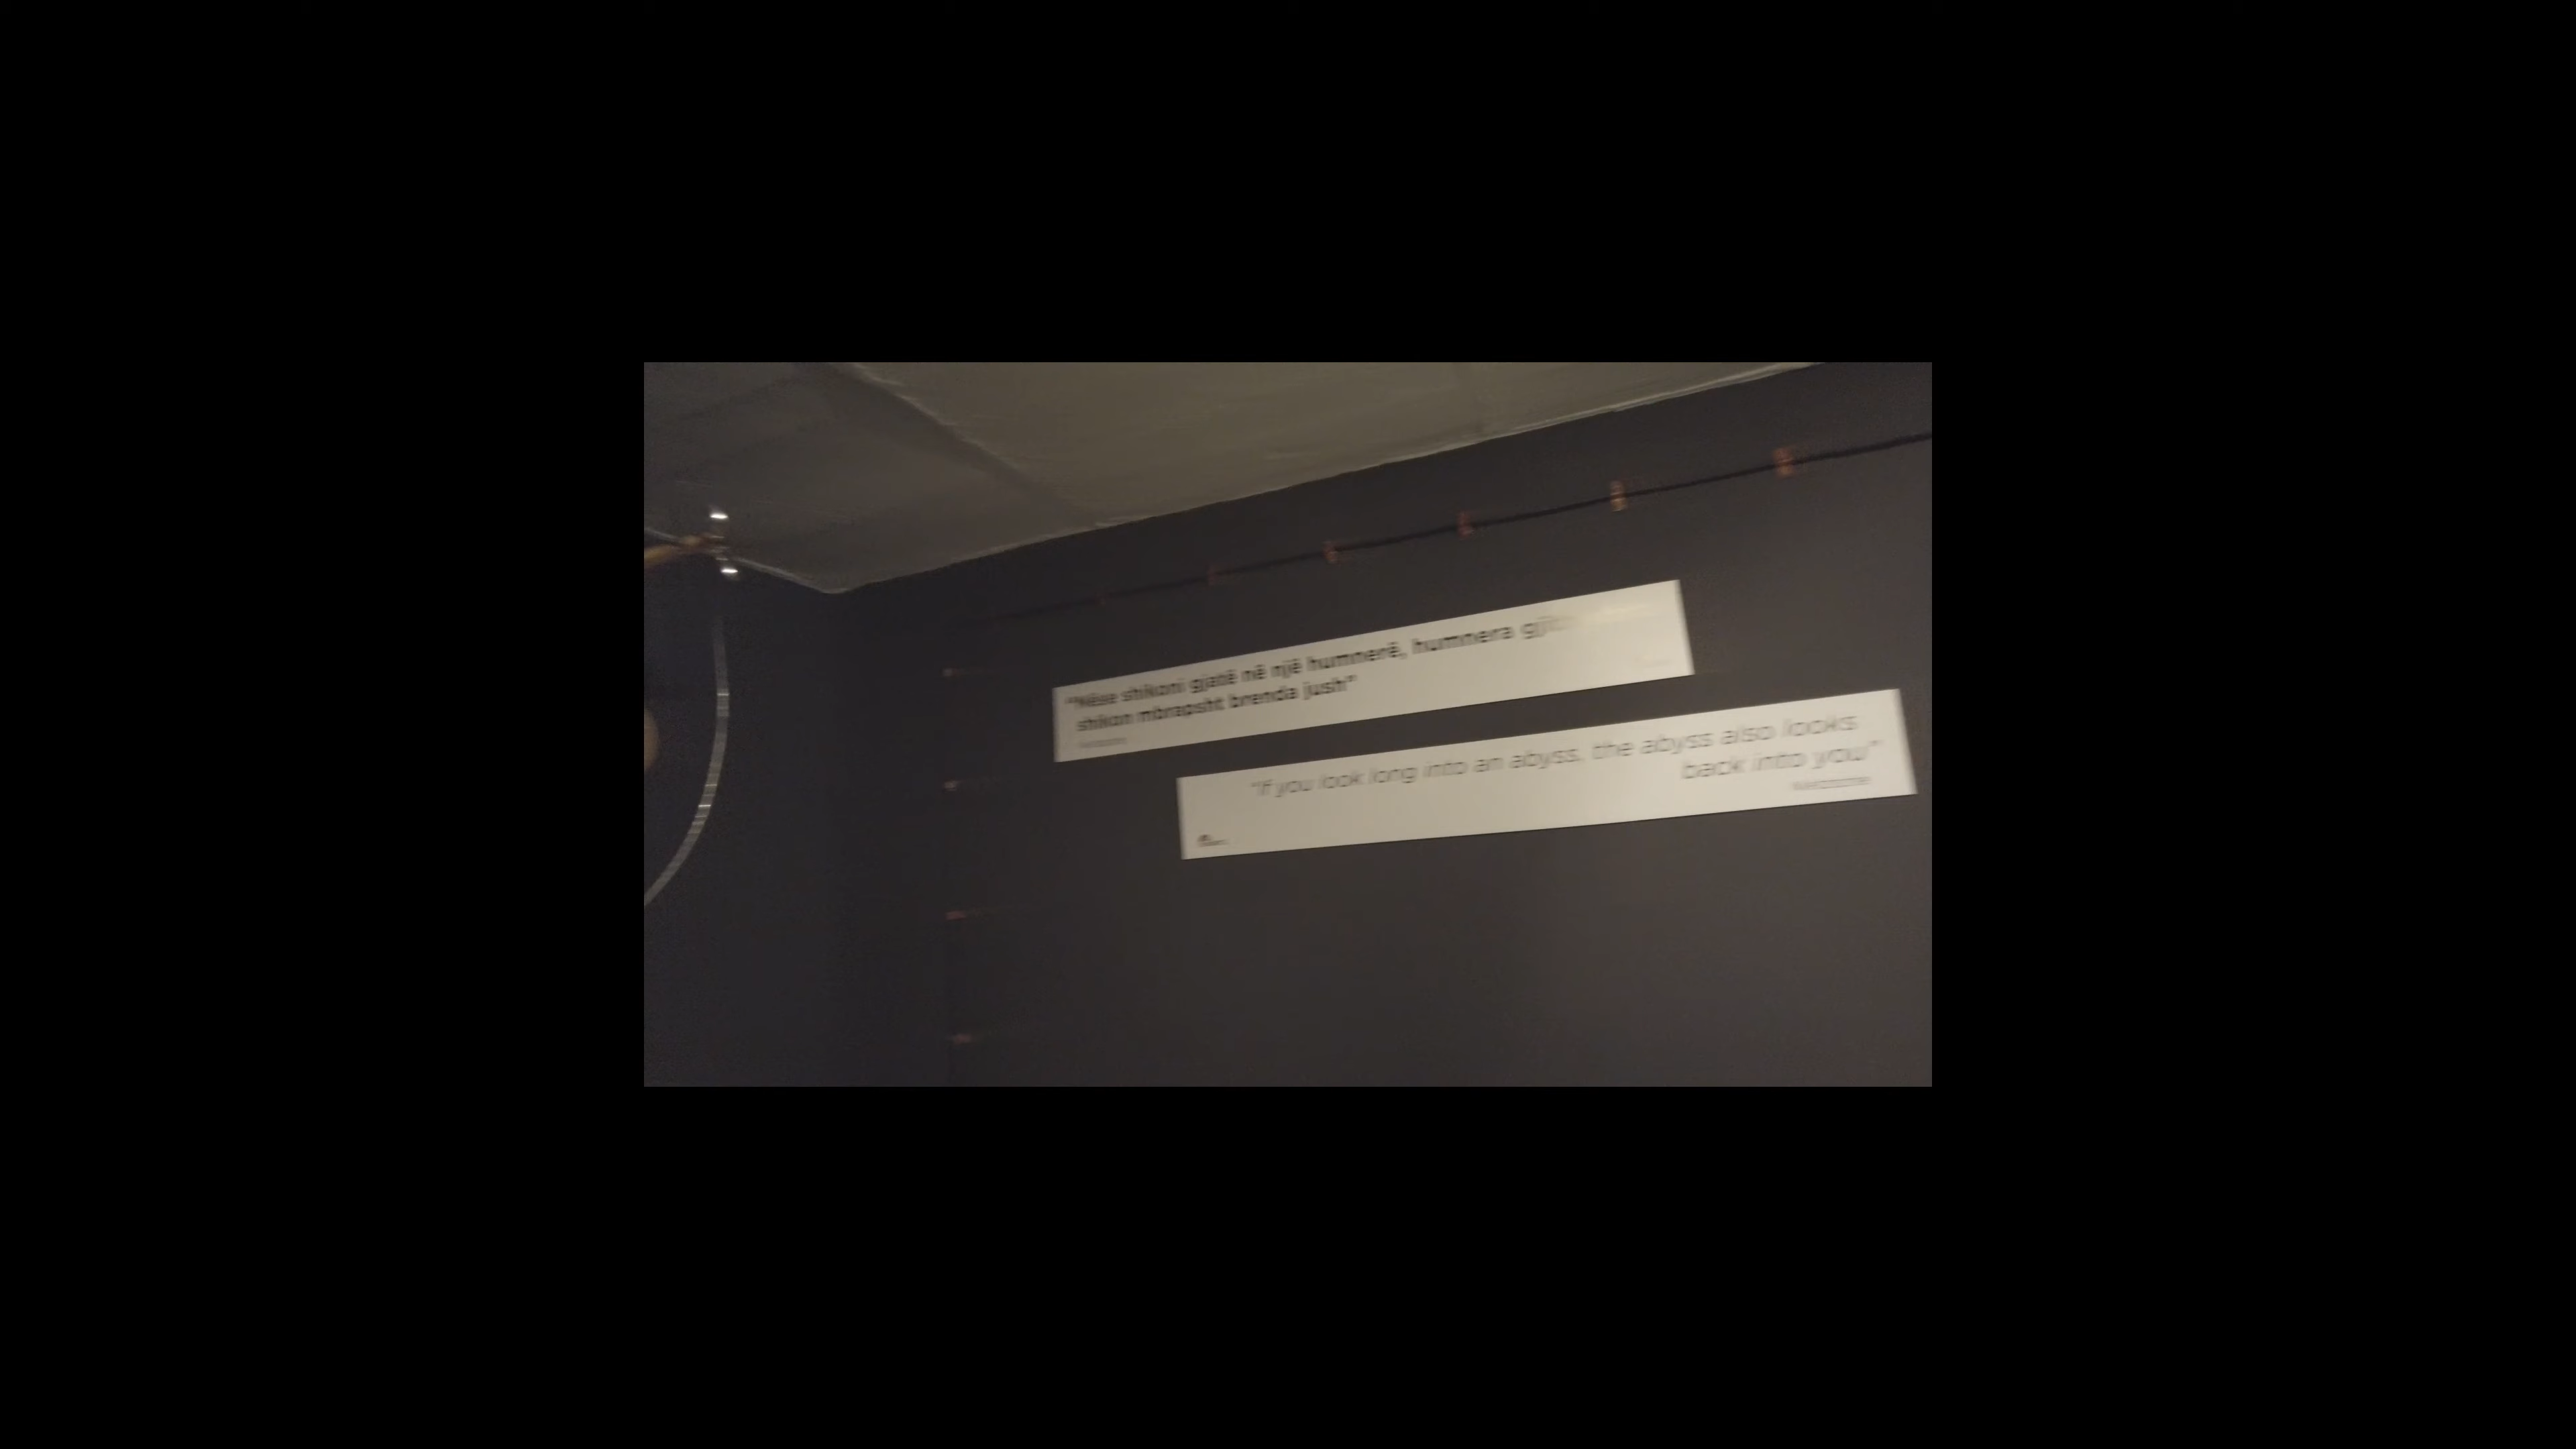 "Nëse shikoni gjatë në një humnerë, humnera
shikon mbrapsht brenda jush"
"If you look long into an abyss, the abyss also looks
back into you"